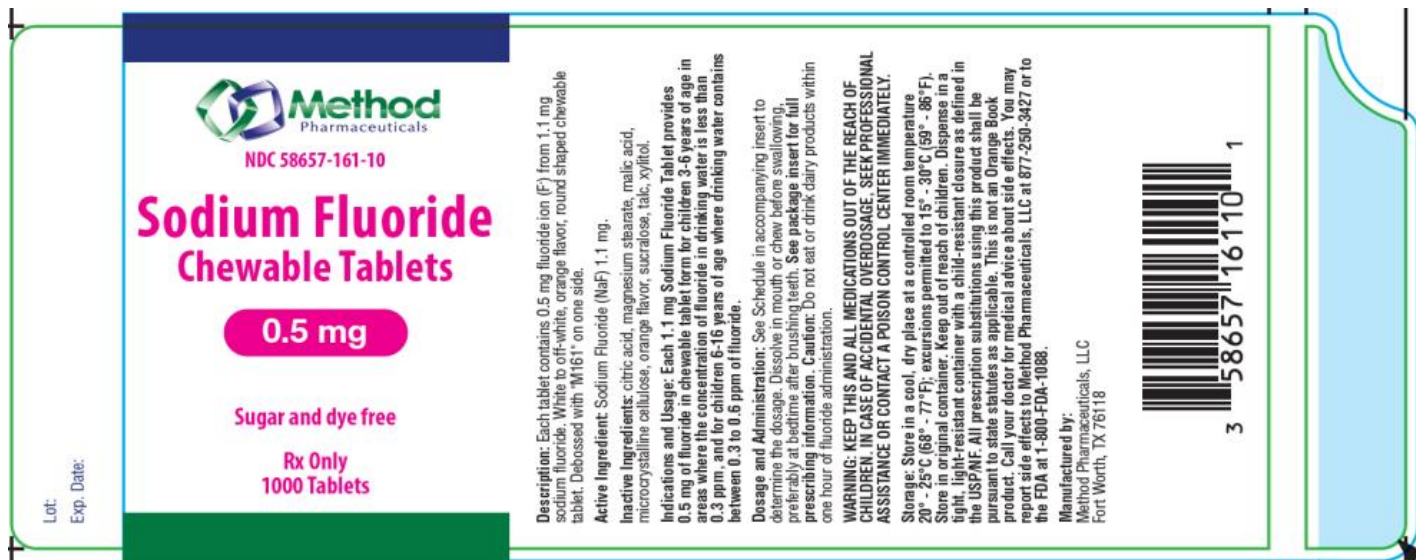 Lot:
Exp. Date:
Method
Pharmaceuticals
NDC 58657-161-10
Sodium Fluoride
Chewable Tablets
0.5 mg
Sugar and dye free
Rx Only
1000 Tablets
Description: Each tablet contains 0.5 mg fluoride ion (F) from 1.1 mg
sodium fluoride. White to off-white, orange flavor, round shaped chewable
tablet. Debossed with "M161" on one side.
Active Ingredient: Sodium Fluoride (NaF) 1.1 mg.
Inactive Ingredients: citric acid, magnesium stearate, malic acid,
microcrystalline cellulose, orange flavor, sucralose, talc, xylitol.
Indications and Usage: Each 1.1 mg Sodium Fluoride Tablet provides
0.5 mg of fluoride in chewable tablet form for children 3-6 years of age in
areas where the concentration of fluoride in drinking water is less than
0.3 ppm, and for children 6-16 years of age where drinking water contains
between 0.3 to 0.6 ppm of fluoride.
Dosage and Administration: See Schedule in accompanying insert to
determine the dosage. Dissolve in mouth or chew before swallowing,
preferably at bedtime after brushing teeth. See package insert for full
prescribing information. Caution: Do not eat or drink dairy products within
one hour of fluoride administration.
WARNING: KEEP THIS AND ALL MEDICATIONS OUT OF THE REACH OF
CHILDREN. IN CASE OF ACCIDENTAL OVERDOSAGE, SEEK PROFESSIONAL
ASSISTANCE OR CONTACT A POISON CONTROL CENTER IMMEDIATELY.
Storage: Store in a cool, dry place at a controlled room temperature
20° - 25°C (68° - 77°F); excursions permitted to 15° - 30°C (59° - 86°F).
Store in original container. Keep out of reach of children. Dispense in a
tight, light-resistant container with a child-resistant closure as defined in
the USP/NF. All prescription substitutions using this product shall be
pursuant to state statutes as applicable. This is not an Orange Book
product. Call your doctor for medical advice about side effects. You may
report side effects to Method Pharmaceuticals, LLC at 877-250-3427 or to
the FDA at 1-800-FDA-1088.
Manufactured by:
Method Pharmaceuticals, LLC
Fort Worth, TX 76118
3 58657 16110 1